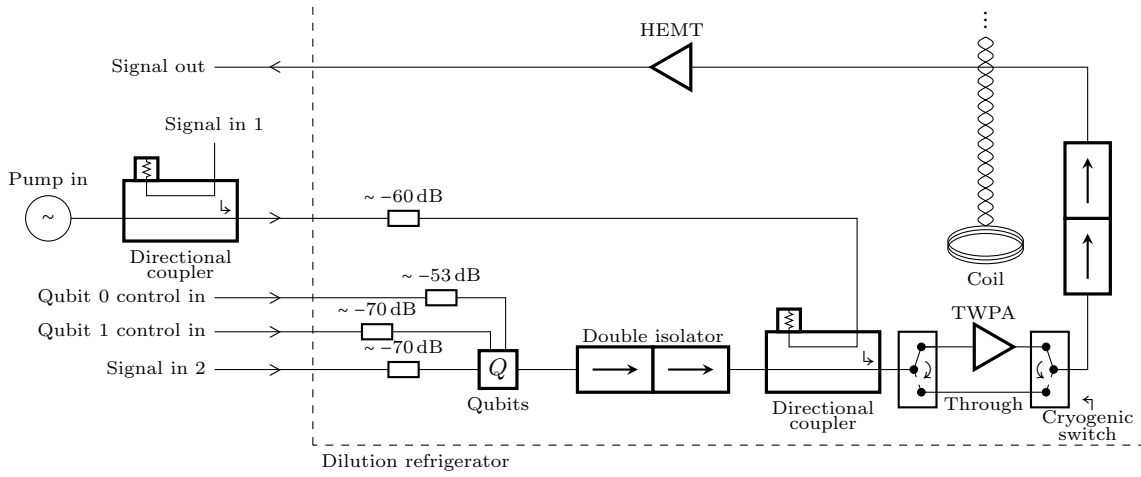 ⋮
HEMT
Signal out
Signal in 1
Pump in
~
~ −60 dB
Directional
coupler
Coil
~ −53 dB
Qubit 0 control in
~ −70 dB
Qubit 1 control in
~ −70 dB
Signal in 2
Q
Qubits
Double isolator
Directional
coupler
TWPA
Through
Cryogenic
switch
Dilution refrigerator